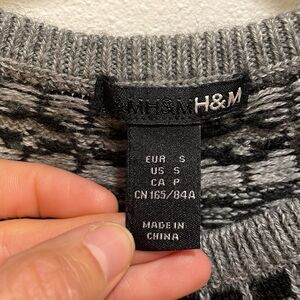 H&M H&M
EUR S
US S
CA P
CN 165/84A
MADE IN
CHINA